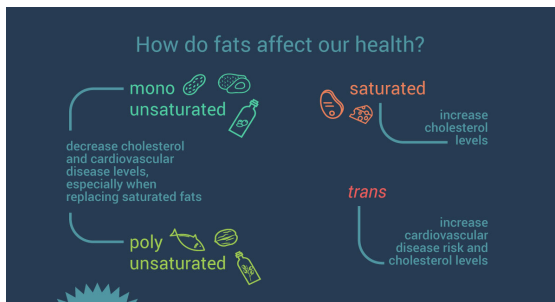 How do fats affect our health?
mono
unsaturated
decrease cholesterol
and cardiovascular
disease levels,
especially when
replacing saturated fats
poly
unsaturated
saturated
increase
cholesterol
levels
trans
increase
cardiovascular
disease risk and
cholesterol levels